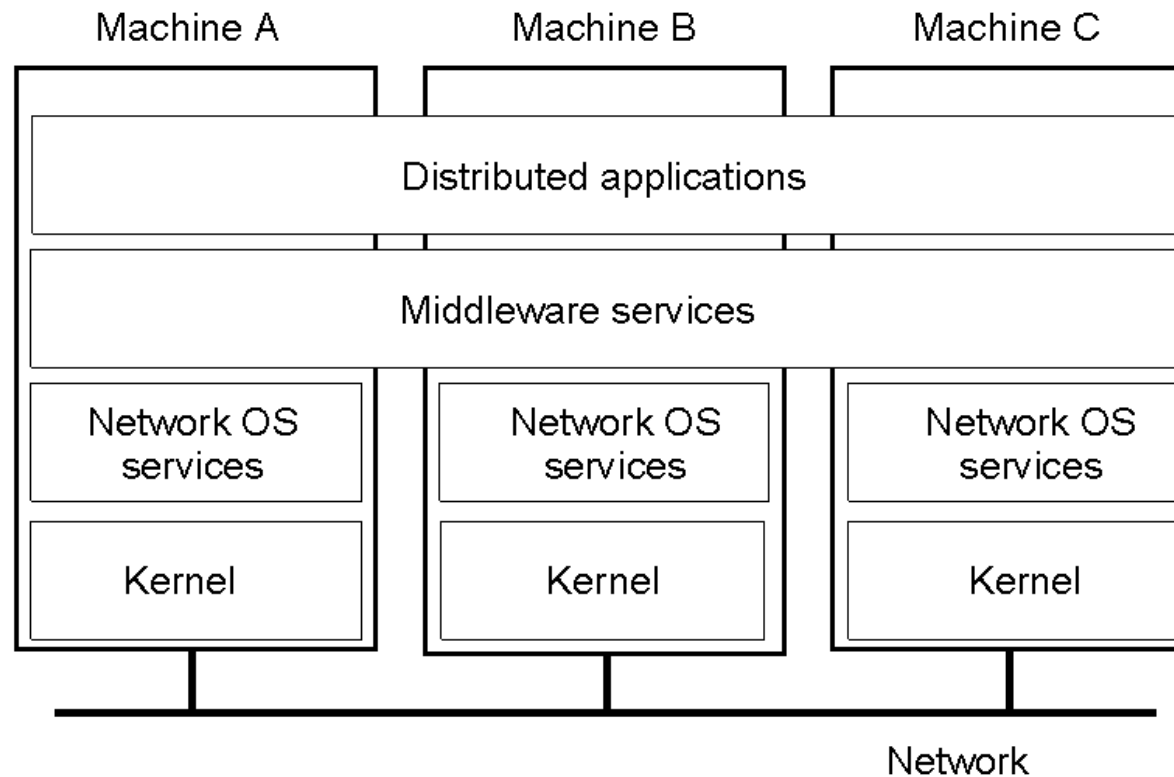 Machine A Machine B Machine C
Distributed applications
Middleware services
Network OS services
Network OS services
Network OS services
Kernel Kernel Kernel
Network